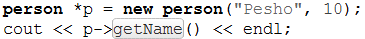 person *p = new person("Pesho", 10);
cout << p->getName() << endl;